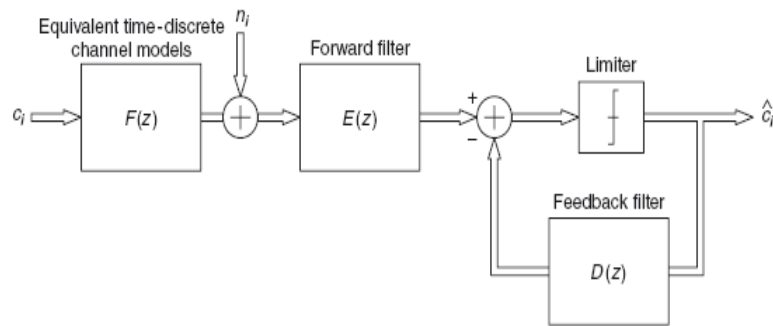 Equivalent time-discrete
channel models
n_i
Forward filter
Limiter
c_i
F(z)
+
E(z)
+
+
−
ĉ_i
Feedback filter
D(z)